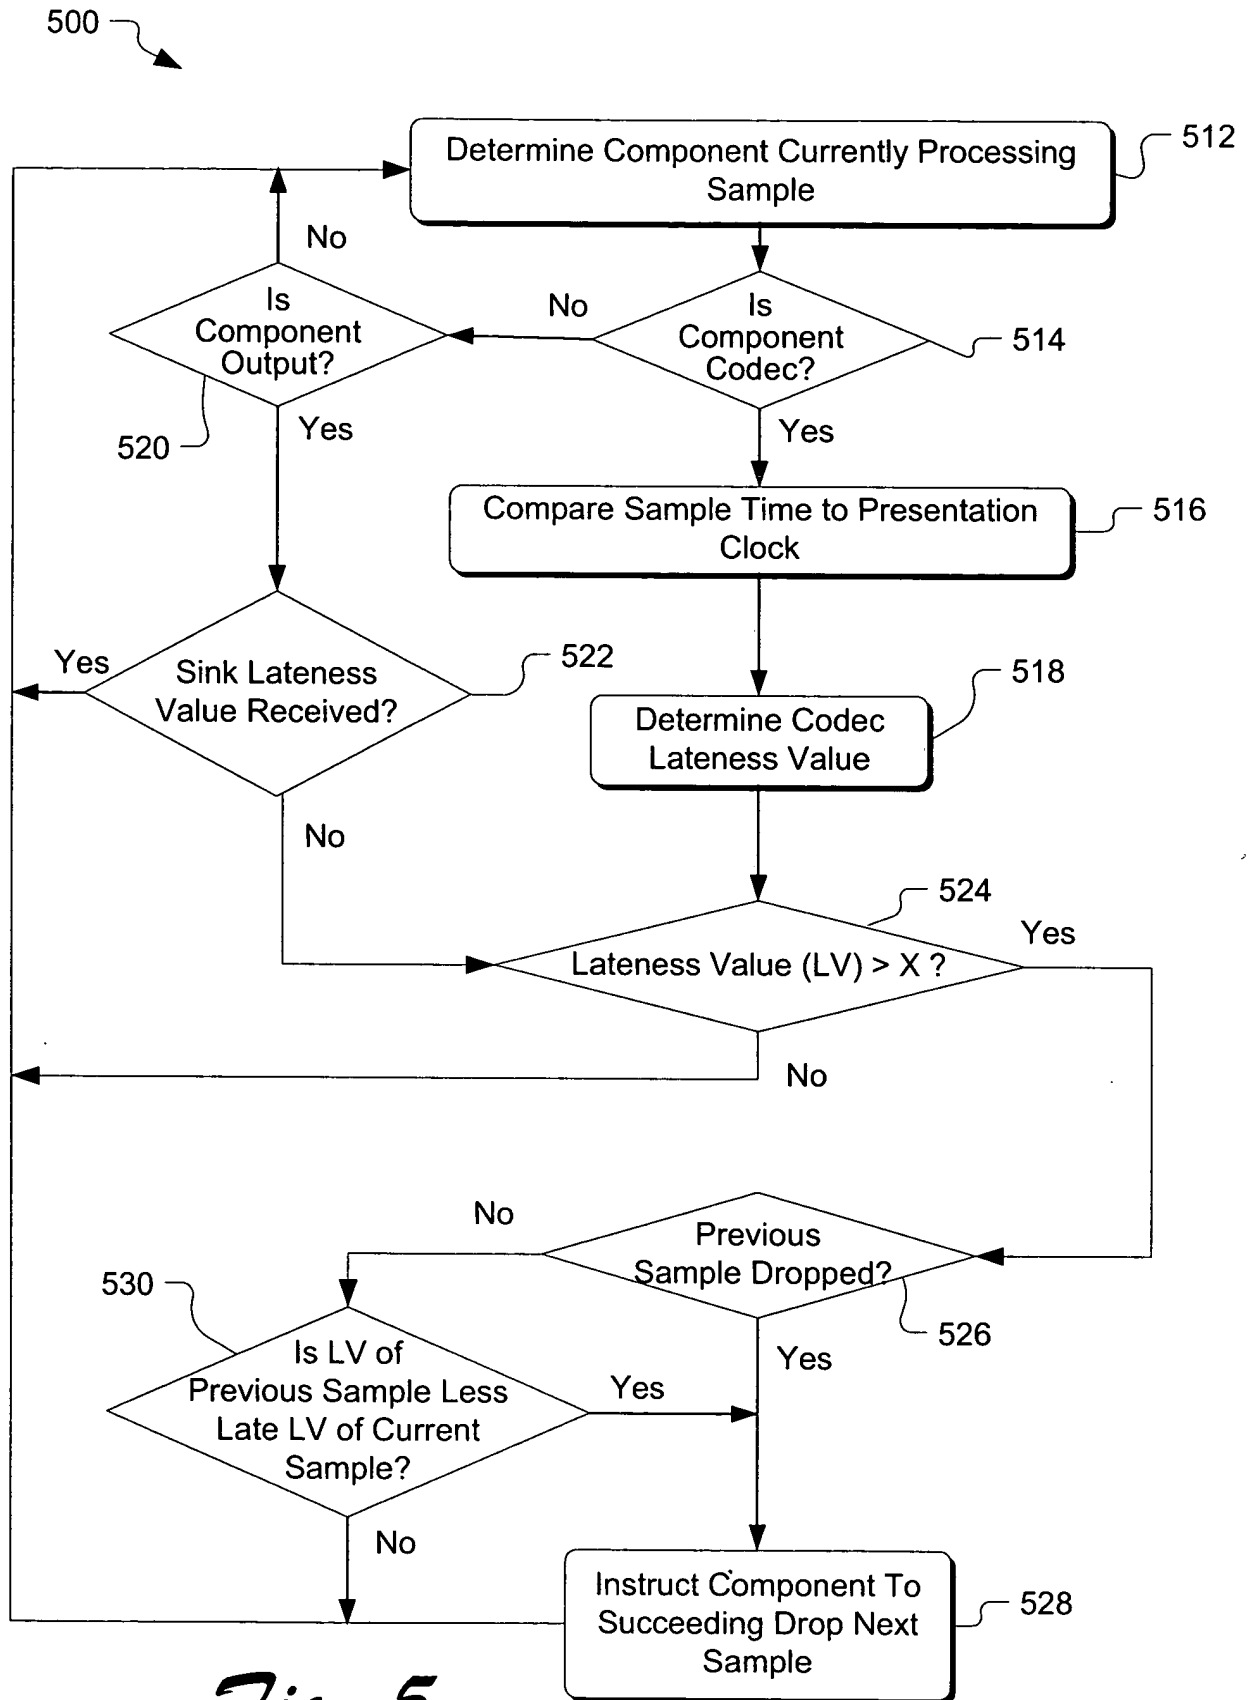 500
512
Determine Component Currently Processing
Sample
No
Is
Component
Output?
520
Yes
No
Is
Component
Codec?
514
Yes
Compare Sample Time to Presentation
Clock
516
Yes
Sink Lateness
Value Received?
522
No
518
Determine Codec
Lateness Value
524
Lateness Value (LV) > X ?
Yes
No
No
Previous
Sample Dropped?
526
Yes
530
Is LV of
Previous Sample Less
Late LV of Current
Sample?
Yes
No
Instruct Component To
Succeeding Drop Next
Sample
528
Fig. 5